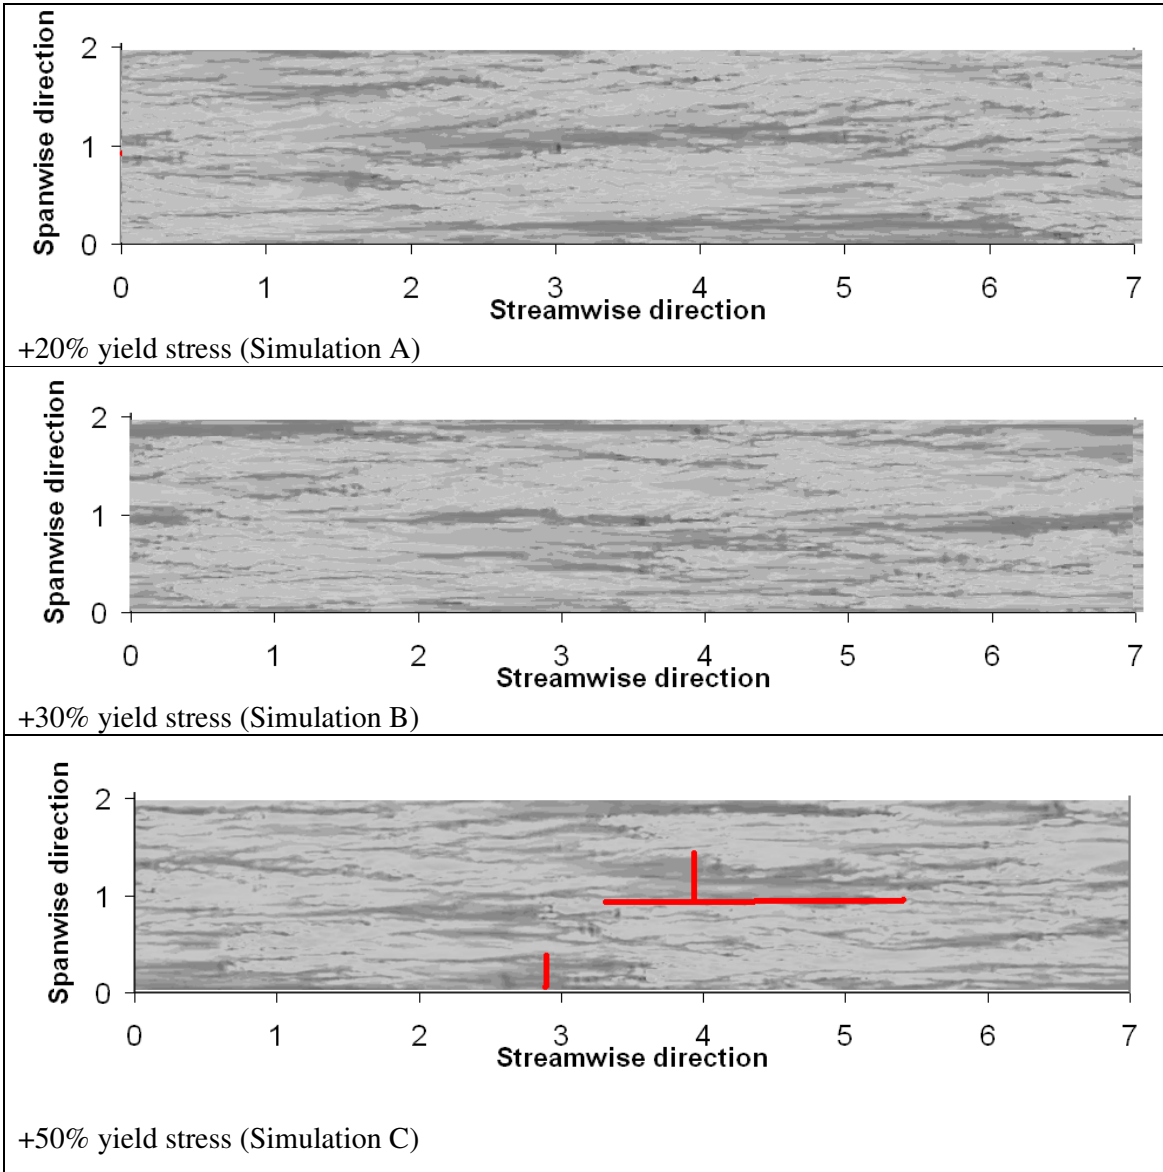 Spanwise direction
2
1
0
0 1 2 3 4 5 6 7
Streamwise direction
+20% yield stress (Simulation A)
Spanwise direction
2
1
0
0 1 2 3 4 5 6 7
Streamwise direction
+30% yield stress (Simulation B)
Spanwise direction
2
1
0
0 1 2 3 4 5 6 7
Streamwise direction
+50% yield stress (Simulation C)